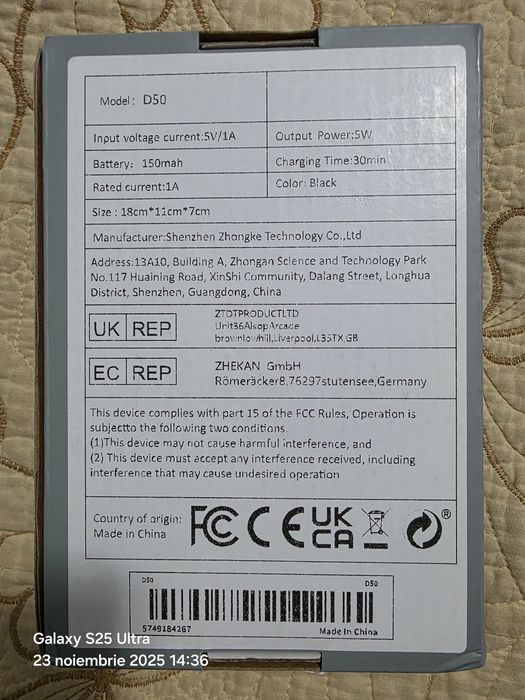 Model: D50
Input voltage current:5V/1A
Output Power:5W
Battery: 150mah
Charging Time:30min
Rated current:1A
Color: Black
Size : 18cm*11cm*7cm
Manufacturer:Shenzhen Zhongke Technology Co.,Ltd
Address:13A10, Building A, Zhongan Science and Technology Park
No.117 Huaining Road, XinShi Community, Dalang Street, Longhua
District, Shenzhen, Guangdong, China
UK REP
ZTDTPRODUCTLTD
Unit36AlsopArcade
brownlowhill,Liverpool,L35TX,GB
EC REP
ZHEKAN GmbH
Römeräcker8,76297stutensee,Germany
This device complies with part 15 of the FCC Rules, Operation is
subjectto the following two conditions.
(1)This device may not cause harmful interference, and
(2) This device must accept any interference received, including
interference that may cause undesired operation
Country of origin:
Made in China
FC CE UK
CA ®
D50
D50
5749184267
Made In China
Galaxy S25 Ultra
23 noiembrie 2025 14:36